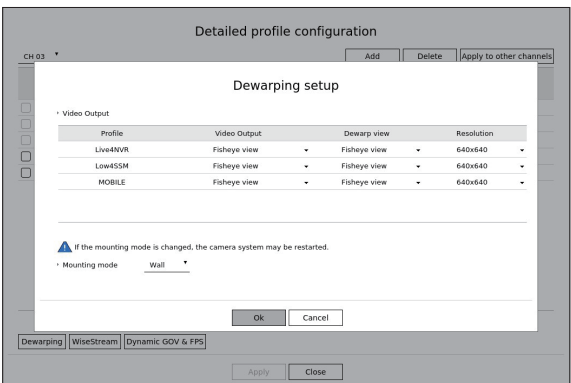 Detailed profile configuration
CH 03
Add Delete Apply to other channels
Dewarping setup
Video Output
Profile Video Output Dewarp view Resolution
Live4NVR Fisheye view Fisheye view 640x640
Low4SSM Fisheye view Fisheye view 640x640
MOBILE Fisheye view Fisheye view 640x640
If the mounting mode is changed, the camera system may be restarted.
Mounting mode Wall
Ok Cancel
Dewarping WiseStream Dynamic GOV & FPS
Apply Close